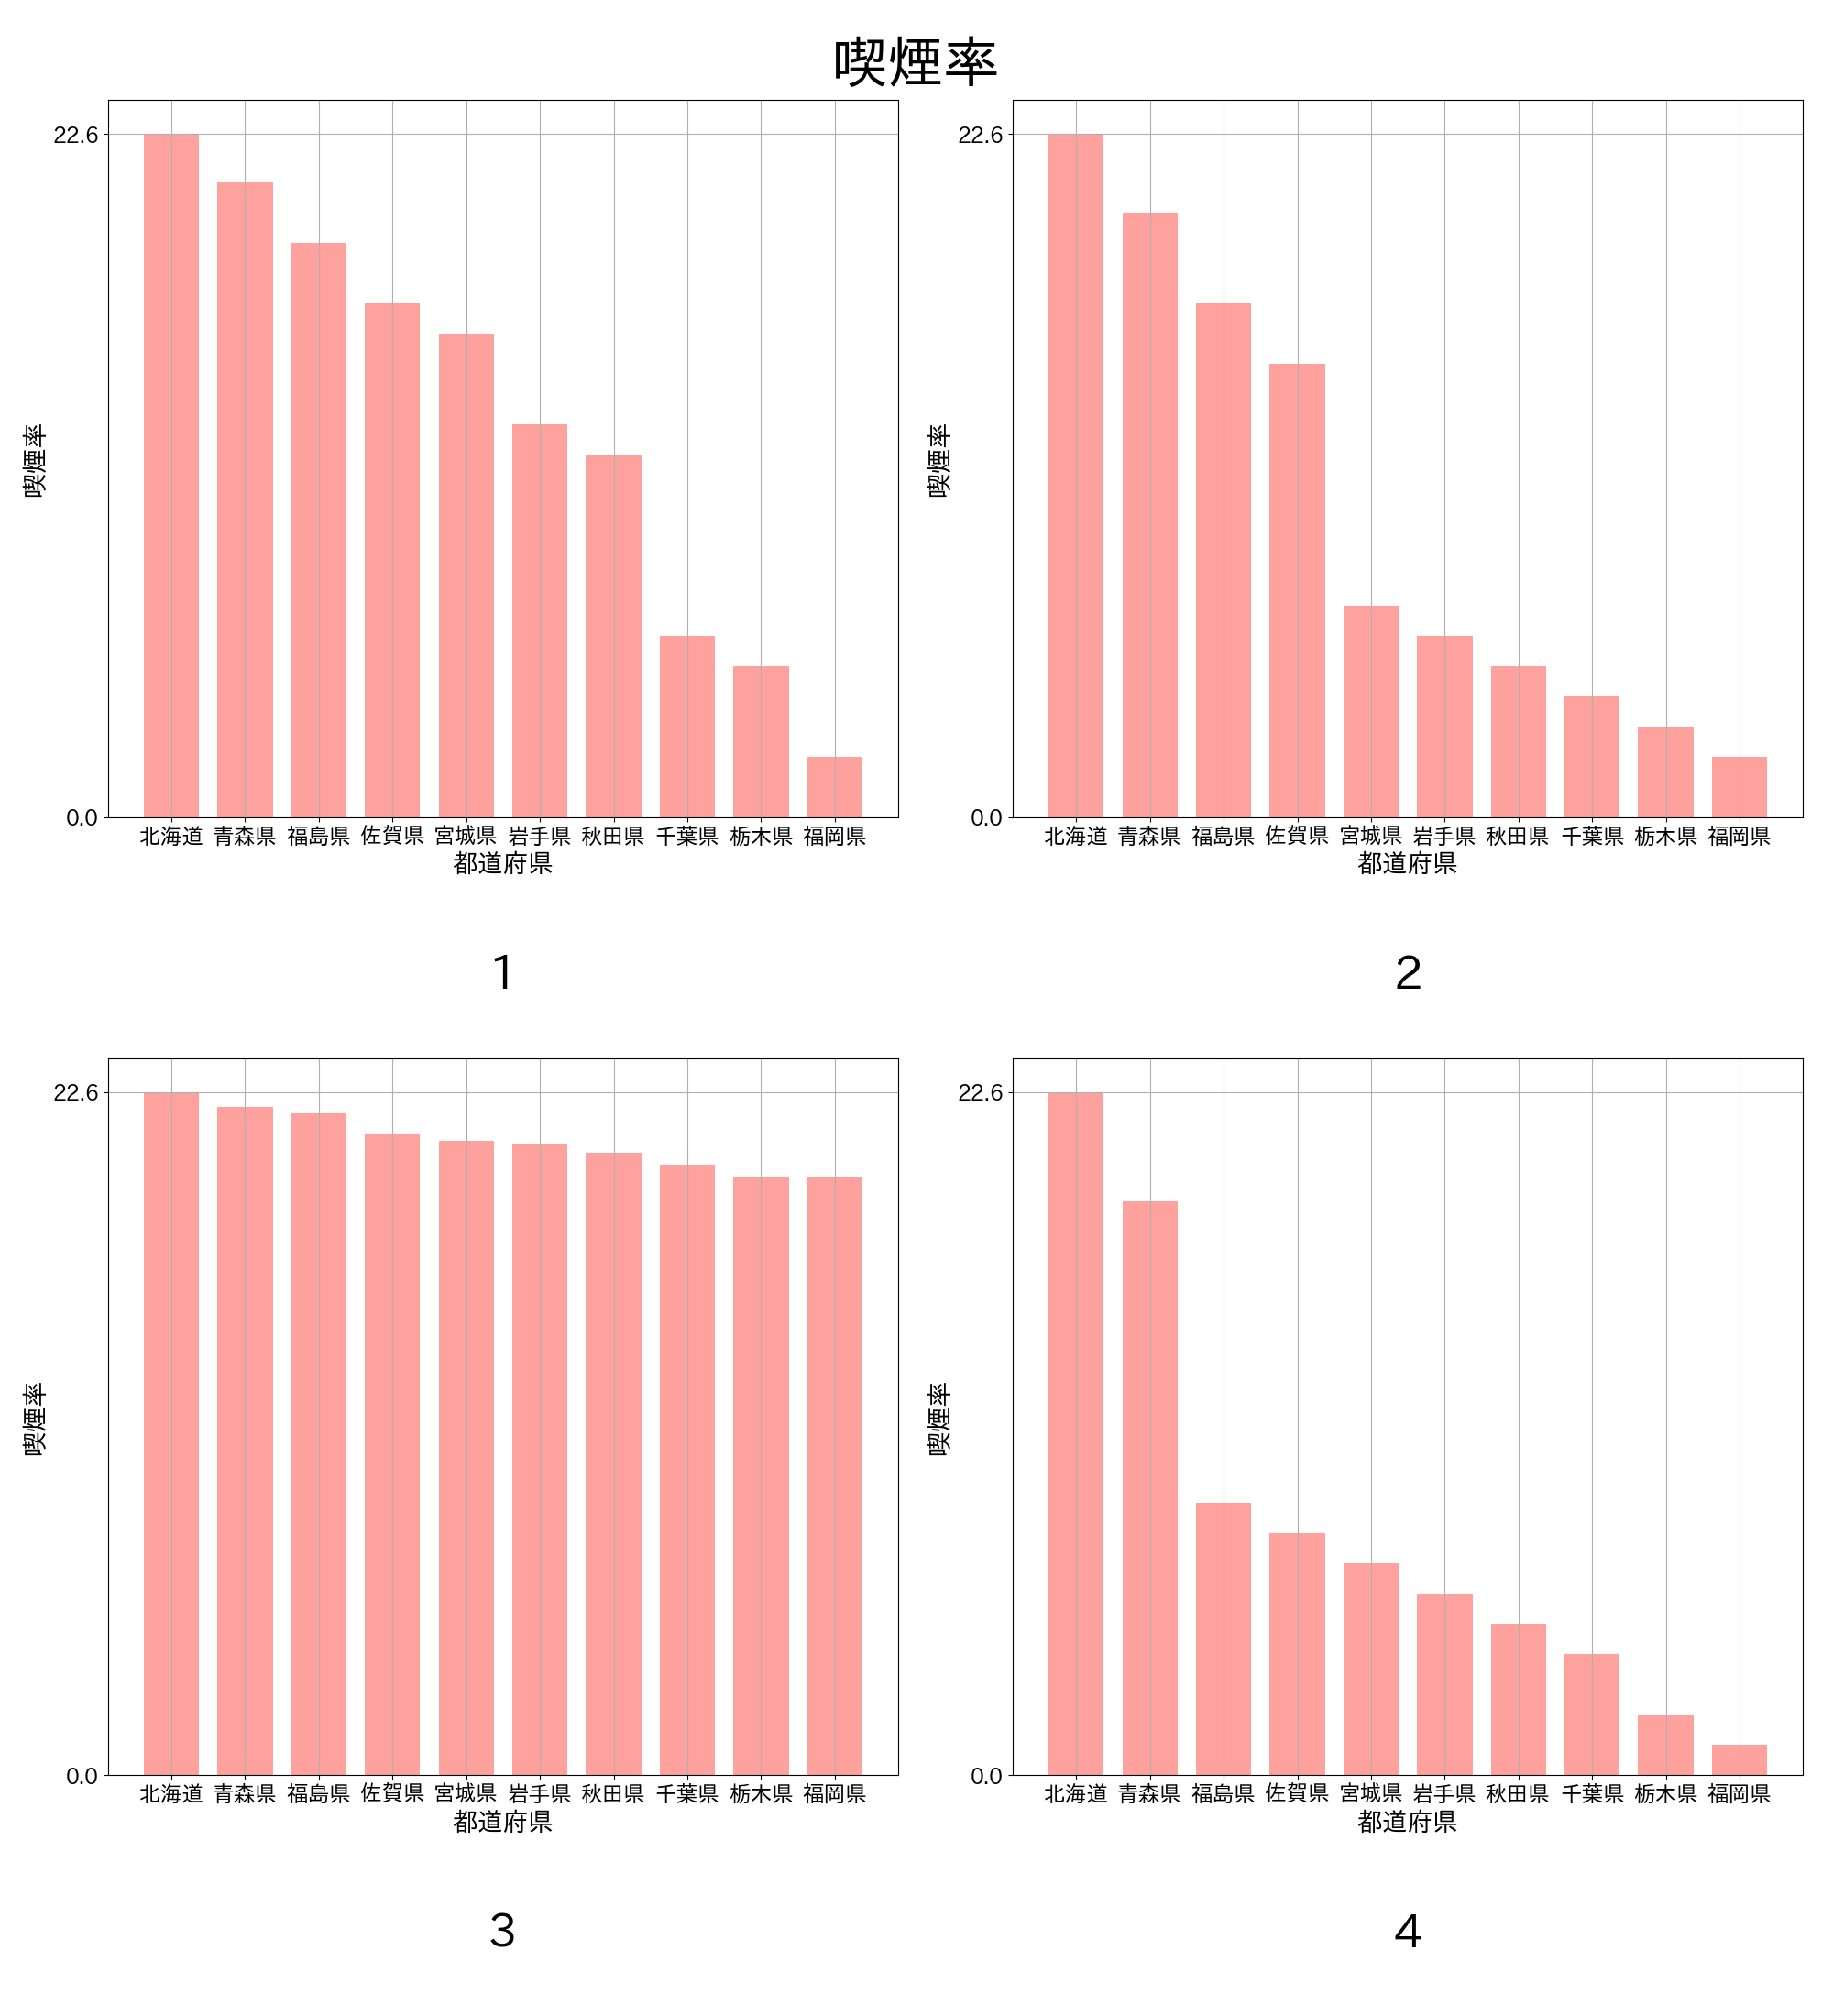 喫煙率
22.6
0.0
喫煙率
北海道 青森県 福島県 佐賀県 宮城県 岩手県 秋田県 千葉県 栃木県 福岡県
都道府県
1
22.6
0.0
喫煙率
北海道 青森県 福島県 佐賀県 宮城県 岩手県 秋田県 千葉県 栃木県 福岡県
都道府県
2
22.6
0.0
喫煙率
北海道 青森県 福島県 佐賀県 宮城県 岩手県 秋田県 千葉県 栃木県 福岡県
都道府県
3
22.6
0.0
喫煙率
北海道 青森県 福島県 佐賀県 宮城県 岩手県 秋田県 千葉県 栃木県 福岡県
都道府県
4